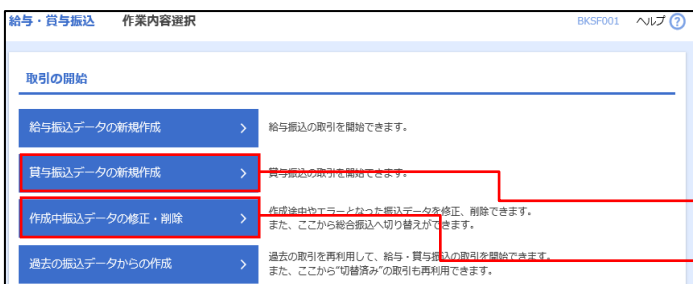 給与・賞与振込 作業内容選択 BKSF001 ヘルプ ?
取引の開始
給与振込データの新規作成 > 給与振込の取引を開始できます。
賞与振込データの新規作成 > 賞与振込の取引を開始できます。
作成中振込データの修正・削除 > 作成途中やエラーとなった振込データを修正、削除できます。
また、ここから総合振込へ切り替えができます。
過去の振込データからの作成 > 過去の取引を再利用して、給与・賞与振込の取引を開始できます。
また、ここから“切替済み”の取引も再利用できます。